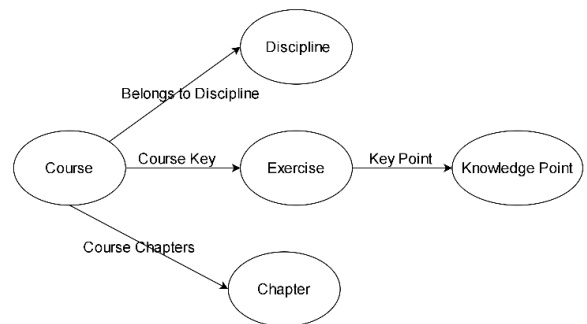 Discipline
Belongs to Discipline
Course
Course Key
Exercise
Key Point
Knowledge Point
Course Chapters
Chapter